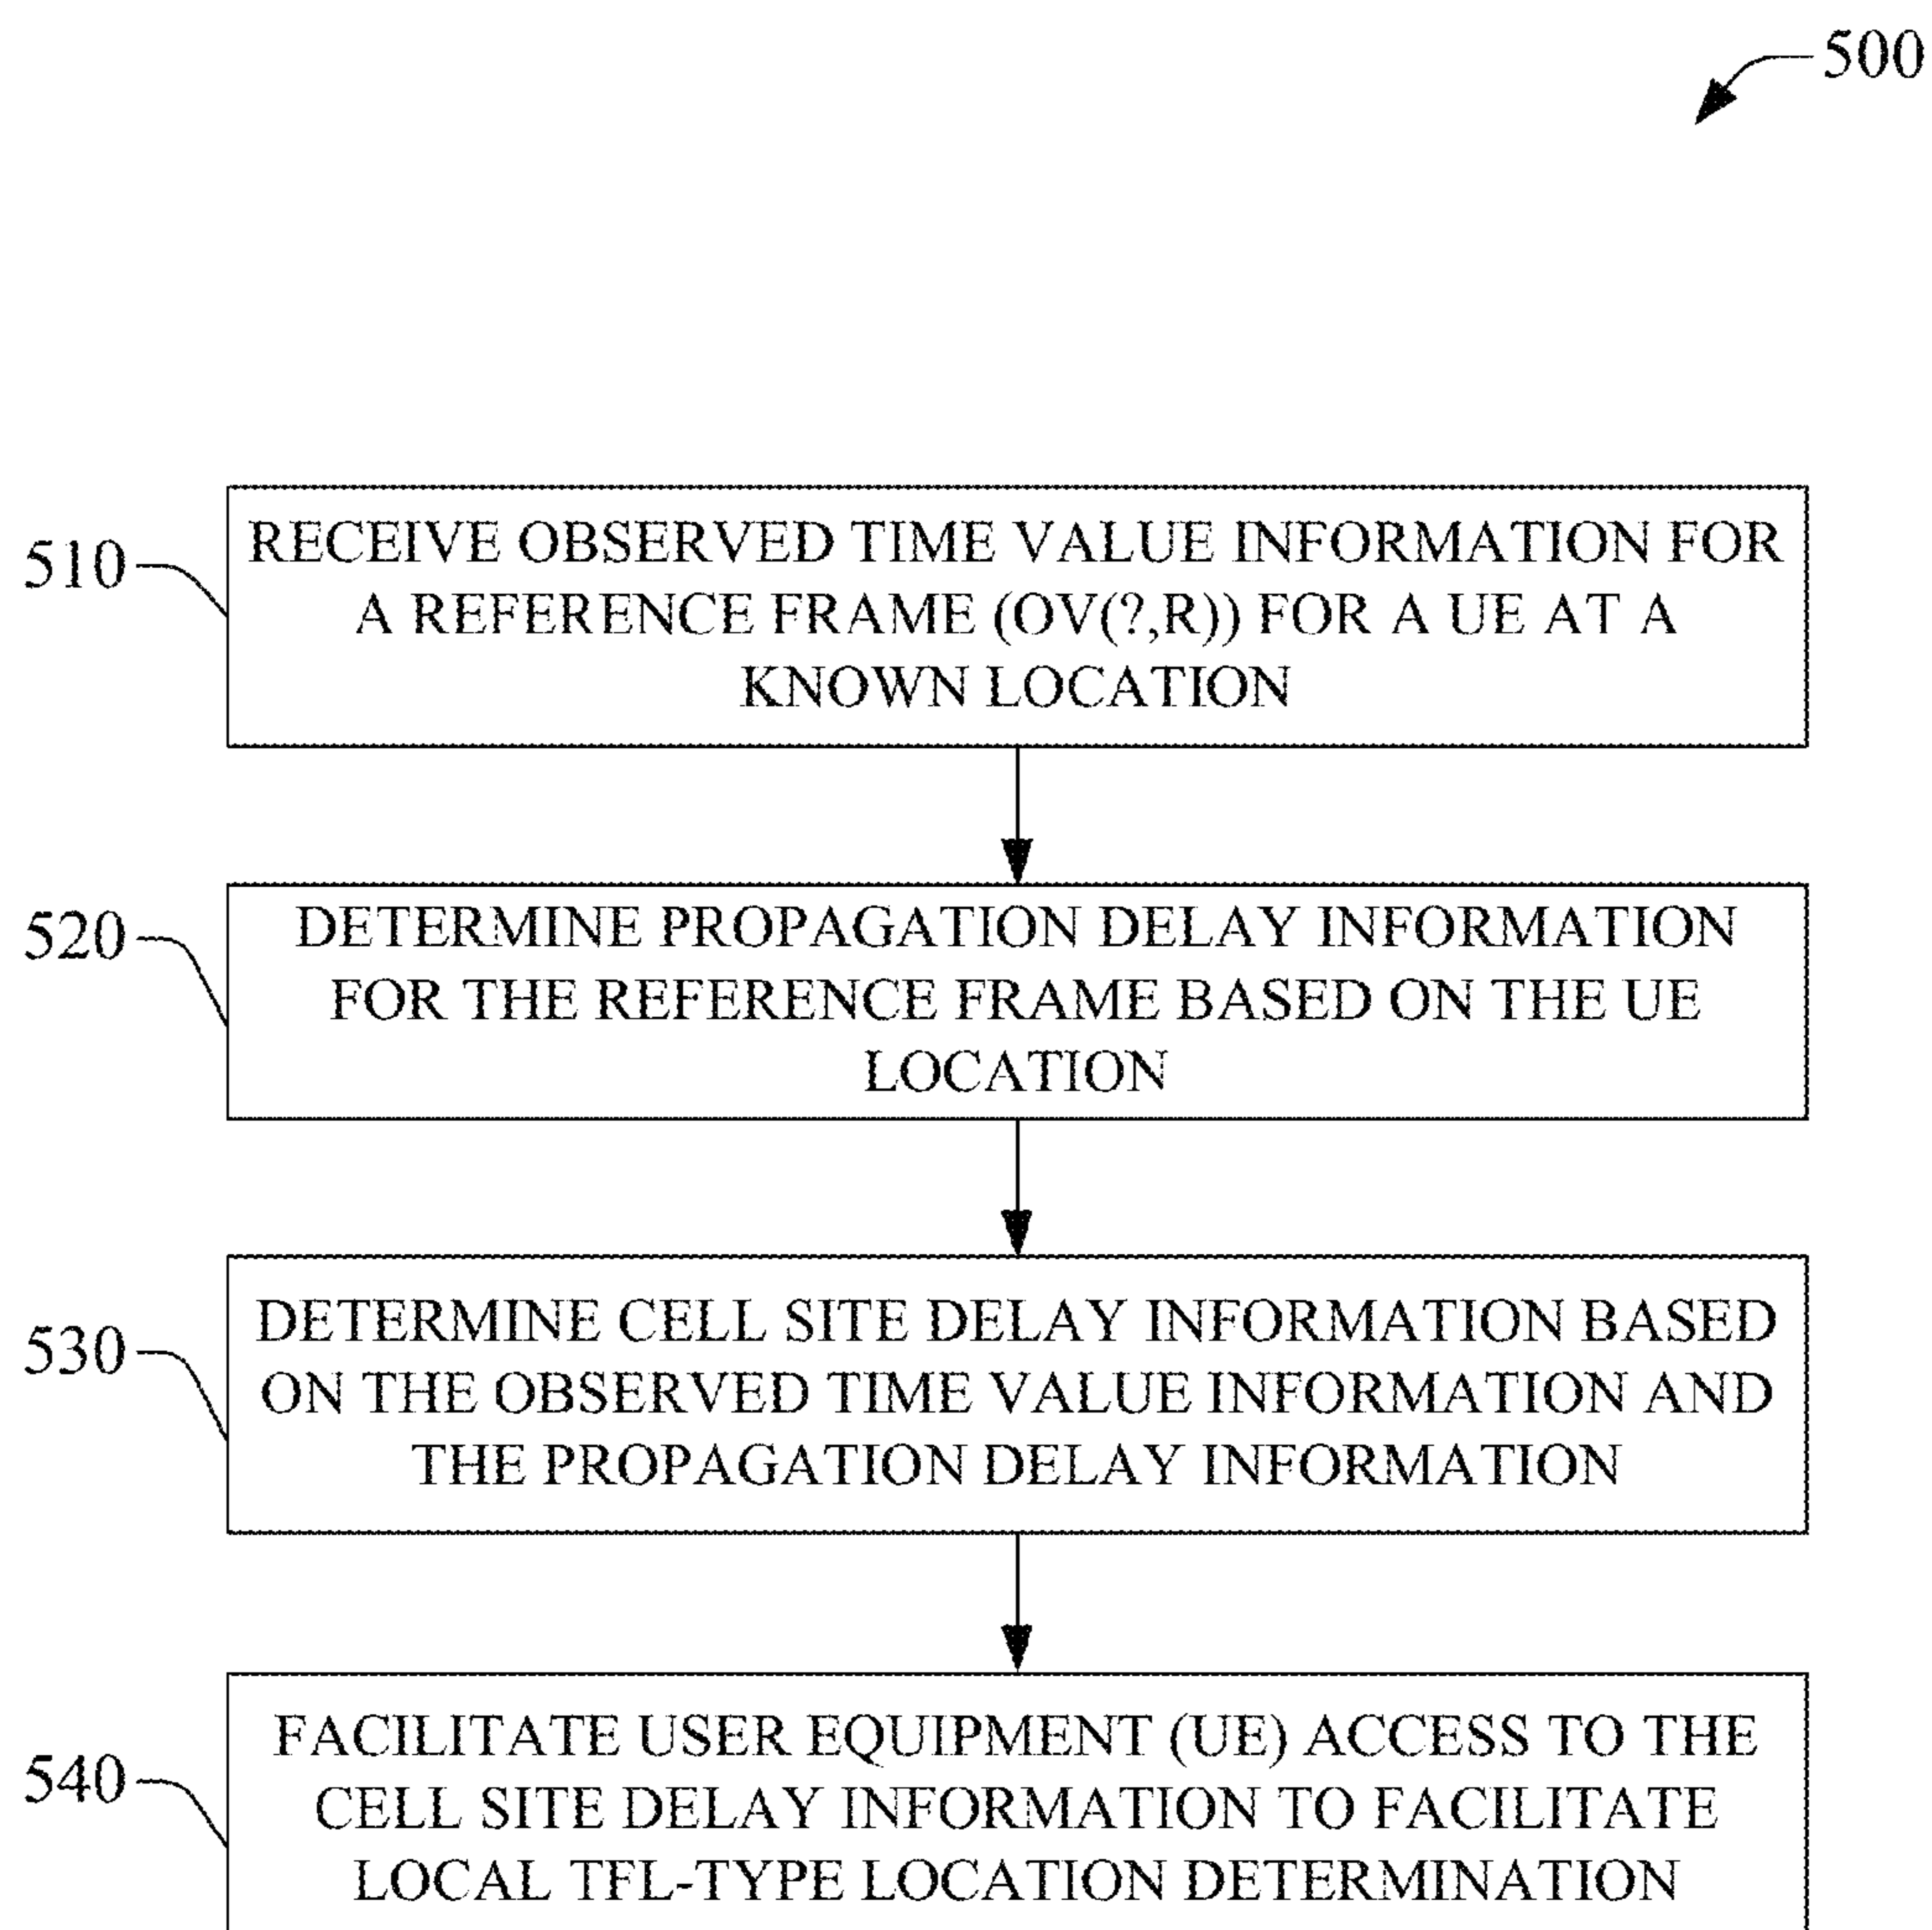 500
510
RECEIVE OBSERVED TIME VALUE INFORMATION FOR
A REFERENCE FRAME (OV(?,R)) FOR A UE AT A
KNOWN LOCATION
520
DETERMINE PROPAGATION DELAY INFORMATION
FOR THE REFERENCE FRAME BASED ON THE UE
LOCATION
530
DETERMINE CELL SITE DELAY INFORMATION BASED
ON THE OBSERVED TIME VALUE INFORMATION AND
THE PROPAGATION DELAY INFORMATION
540
FACILITATE USER EQUIPMENT (UE) ACCESS TO THE
CELL SITE DELAY INFORMATION TO FACILITATE
LOCAL TFL-TYPE LOCATION DETERMINATION